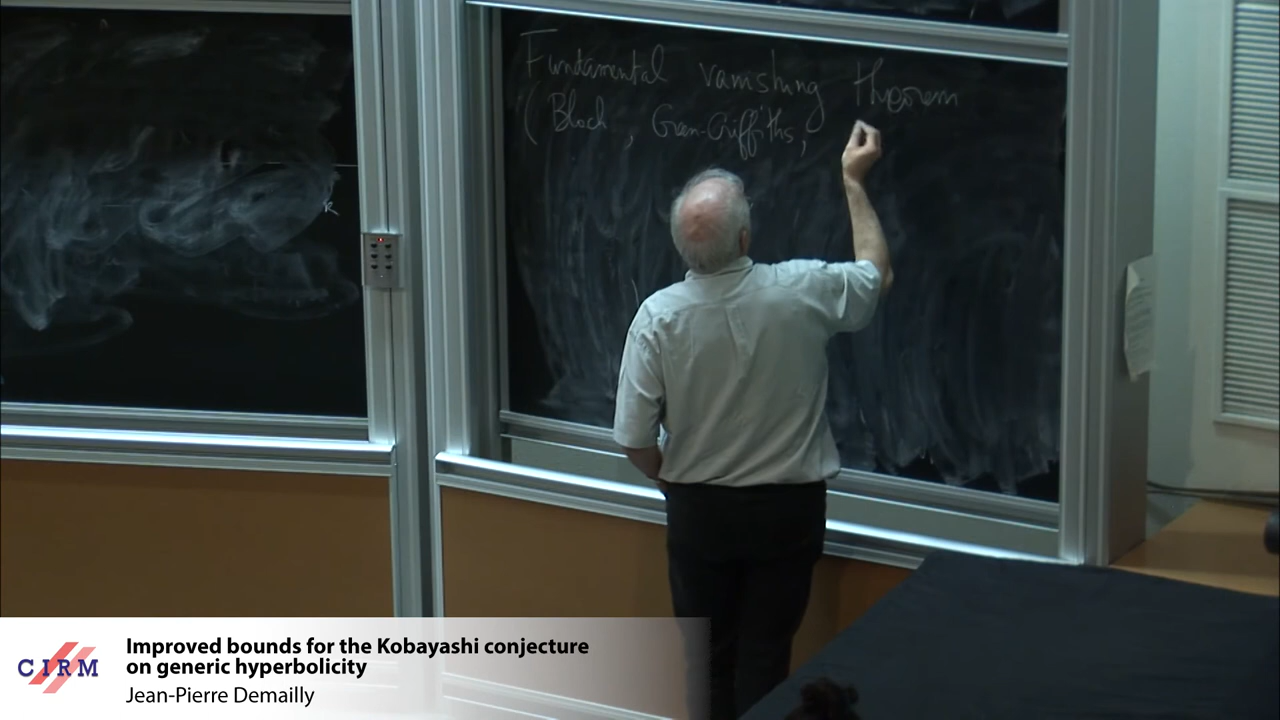 Fundamental vanishing theorem
(Bloch, Green-Griffiths,
CIRM
Improved bounds for the Kobayashi conjecture
on generic hyperbolicity
Jean-Pierre Demailly